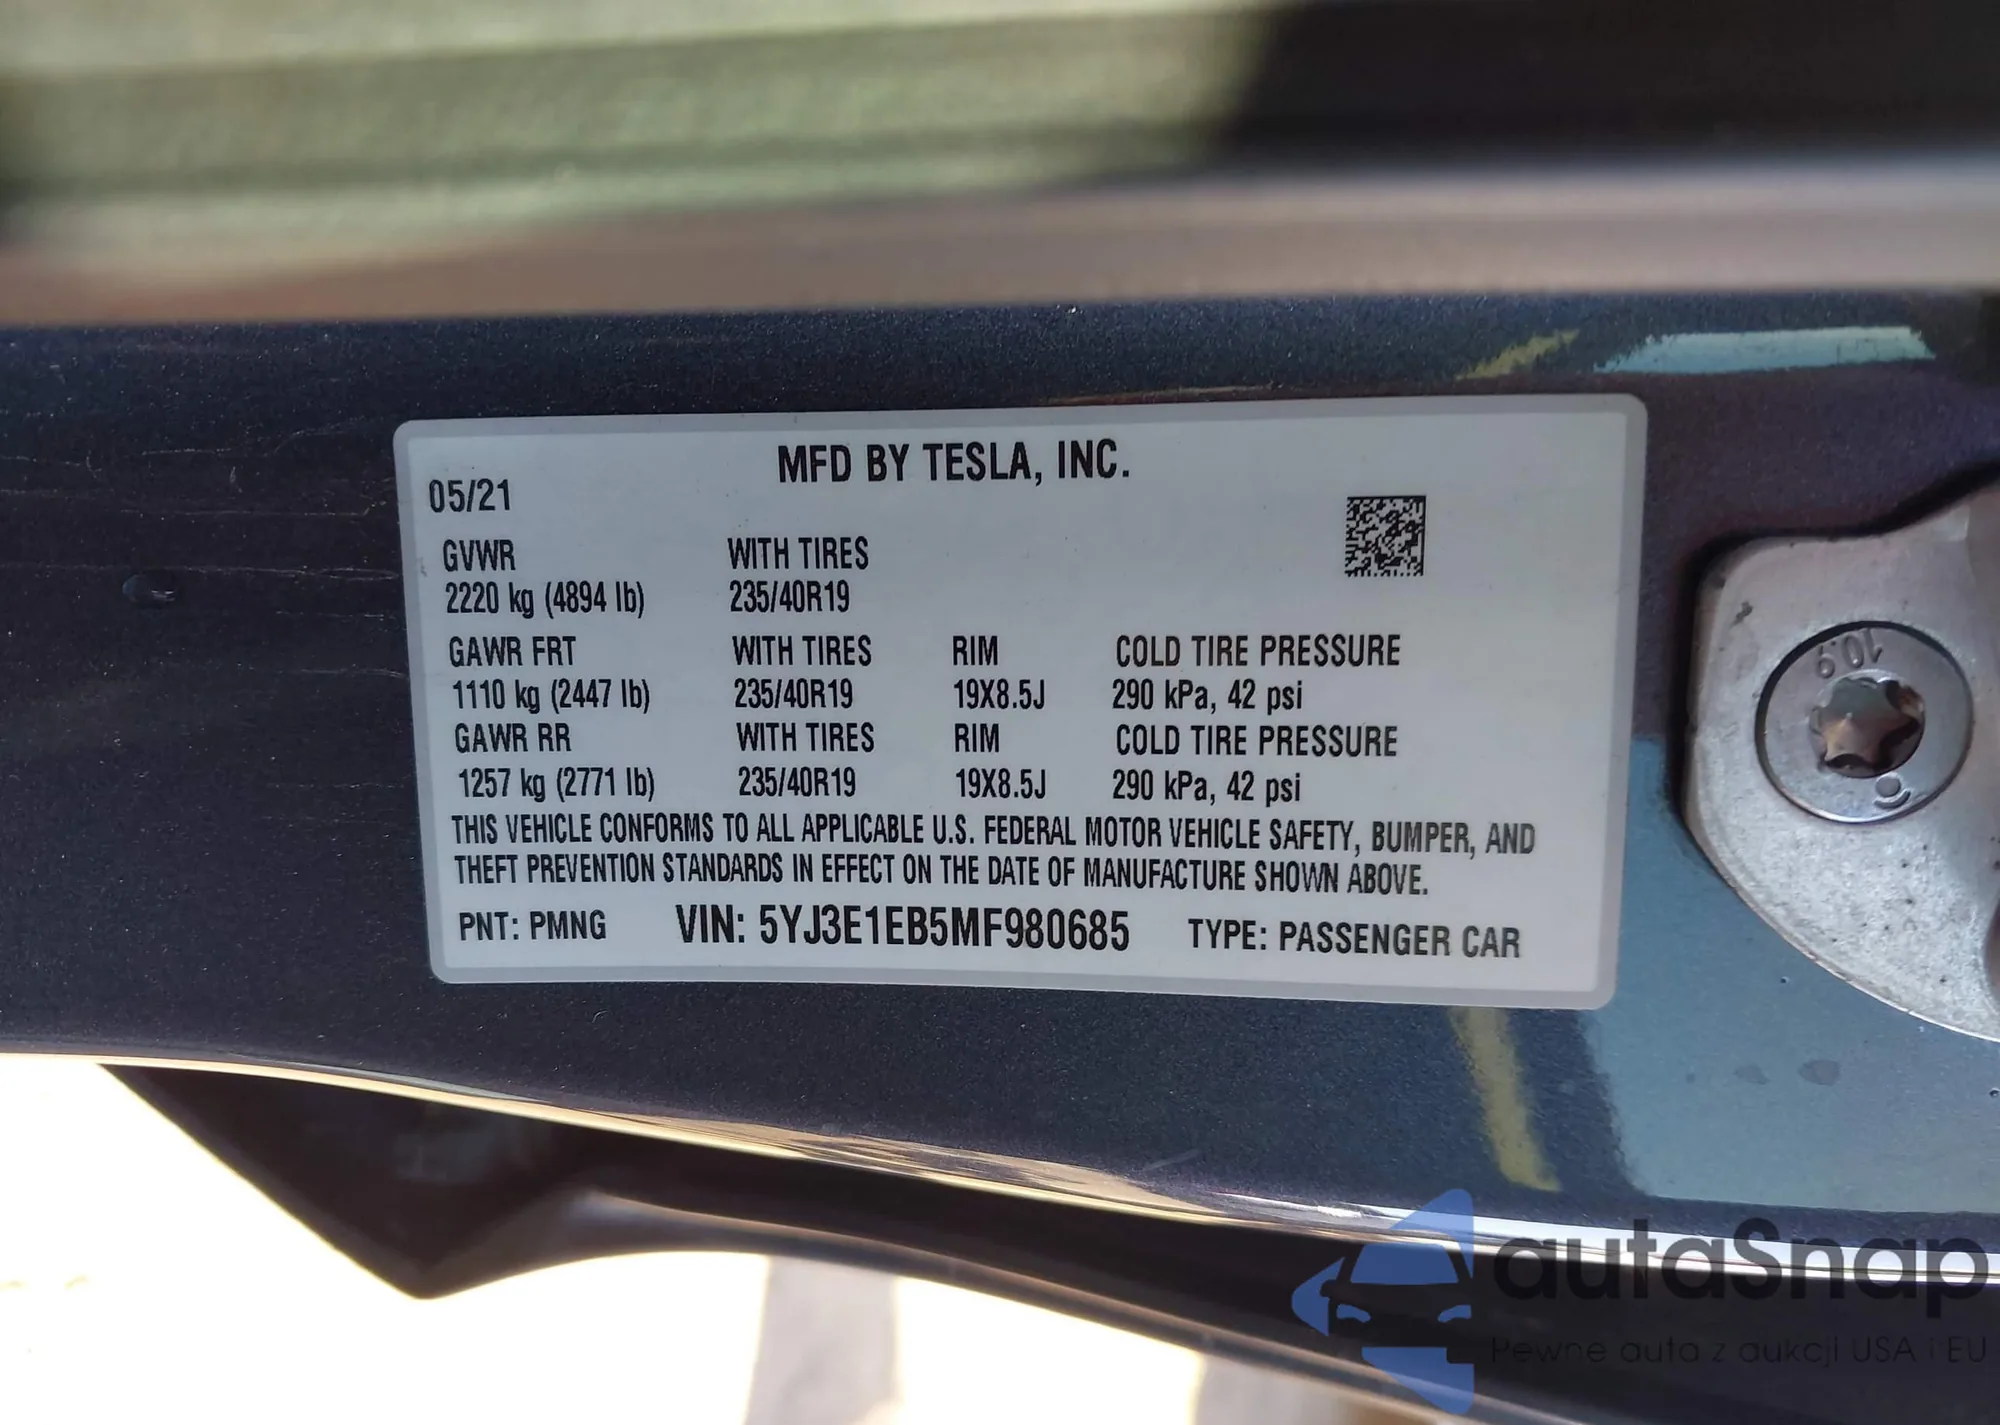 MFD BY TESLA, INC.
05/21
GVWR WITH TIRES
2220 kg (4894 lb) 235/40R19
GAWR FRT WITH TIRES RIM COLD TIRE PRESSURE
1110 kg (2447 lb) 235/40R19 19X8.5J 290 kPa, 42 psi
GAWR RR WITH TIRES RIM COLD TIRE PRESSURE
1257 kg (2771 lb) 235/40R19 19X8.5J 290 kPa, 42 psi
THIS VEHICLE CONFORMS TO ALL APPLICABLE U.S. FEDERAL MOTOR VEHICLE SAFETY, BUMPER, AND
THEFT PREVENTION STANDARDS IN EFFECT ON THE DATE OF MANUFACTURE SHOWN ABOVE.
PNT: PMNG VIN: 5YJ3E1EB5MF980685 TYPE: PASSENGER CAR
10.9
autaSnap
Pewne auta z aukcji USA i EU